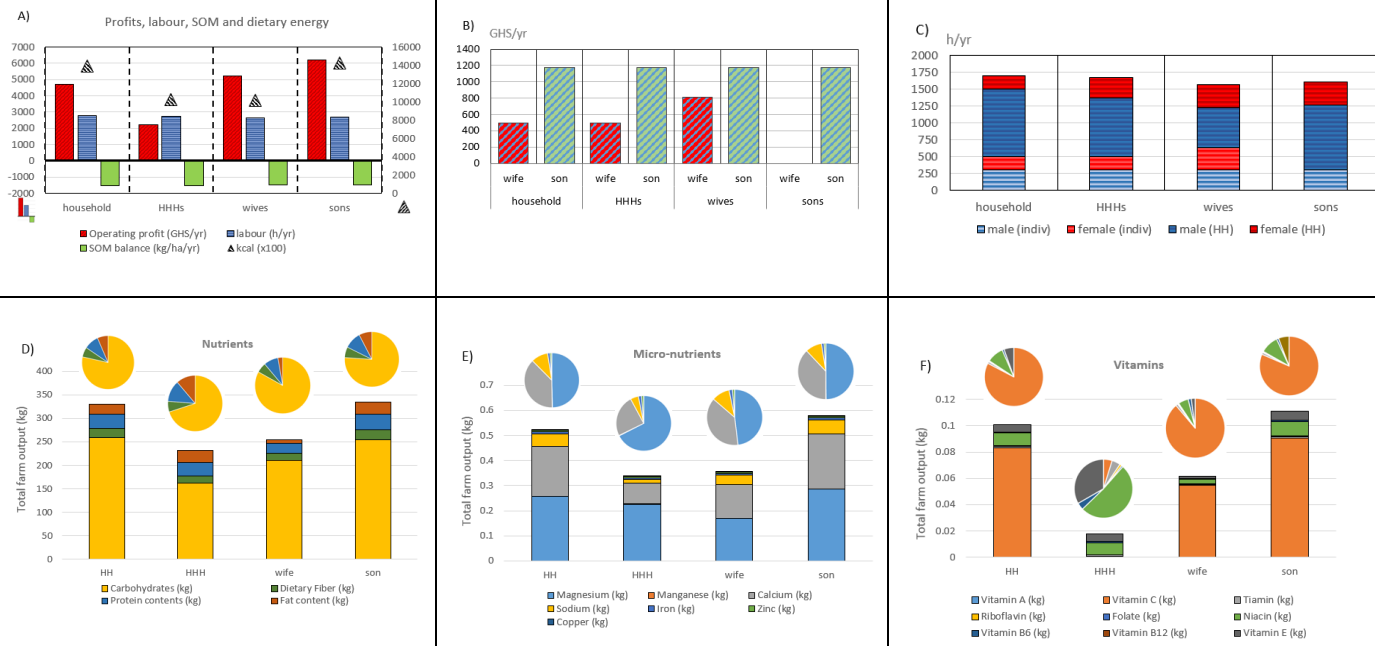 A)
Profits, labour, SOM and dietary energy
7000
6000
5000
4000
3000
2000
1000
0
-1000
-2000
16000
14000
12000
10000
8000
6000
4000
2000
0
household HHHs wives sons
Operating profit (GHS/yr) labour (h/yr)
SOM balance (kg/ha/yr) kcal (x100)
B)
GHS/yr
1400
1200
1000
800
600
400
200
0
wife son wife son wife son wife son
household HHHs wives sons
C)
h/yr
2000
1750
1500
1250
1000
750
500
250
0
household HHHs wives sons
male (indiv) female (indiv) male (HH) female (HH)
D)
Nutrients
Total farm output (kg)
400
350
300
250
200
150
100
50
0
HH HHH wife son
Carbohydrates (kg) Dietary Fiber (kg)
Protein contents (kg) Fat content (kg)
E)
Micro-nutrients
Total farm output (kg)
0.7
0.6
0.5
0.4
0.3
0.2
0.1
0
HH HHH wife son
Magnesium (kg) Manganese (kg) Calcium (kg)
Sodium (kg) Iron (kg) Zinc (kg)
Copper (kg)
F)
Vitamins
Total farm output (kg)
0.12
0.1
0.08
0.06
0.04
0.02
0
HH HHH wife son
Vitamin A (kg) Vitamin C (kg) Tiamin (kg)
Riboflavin (kg) Folate (kg) Niacin (kg)
Vitamin B6 (kg) Vitamin B12 (kg) Vitamin E (kg)